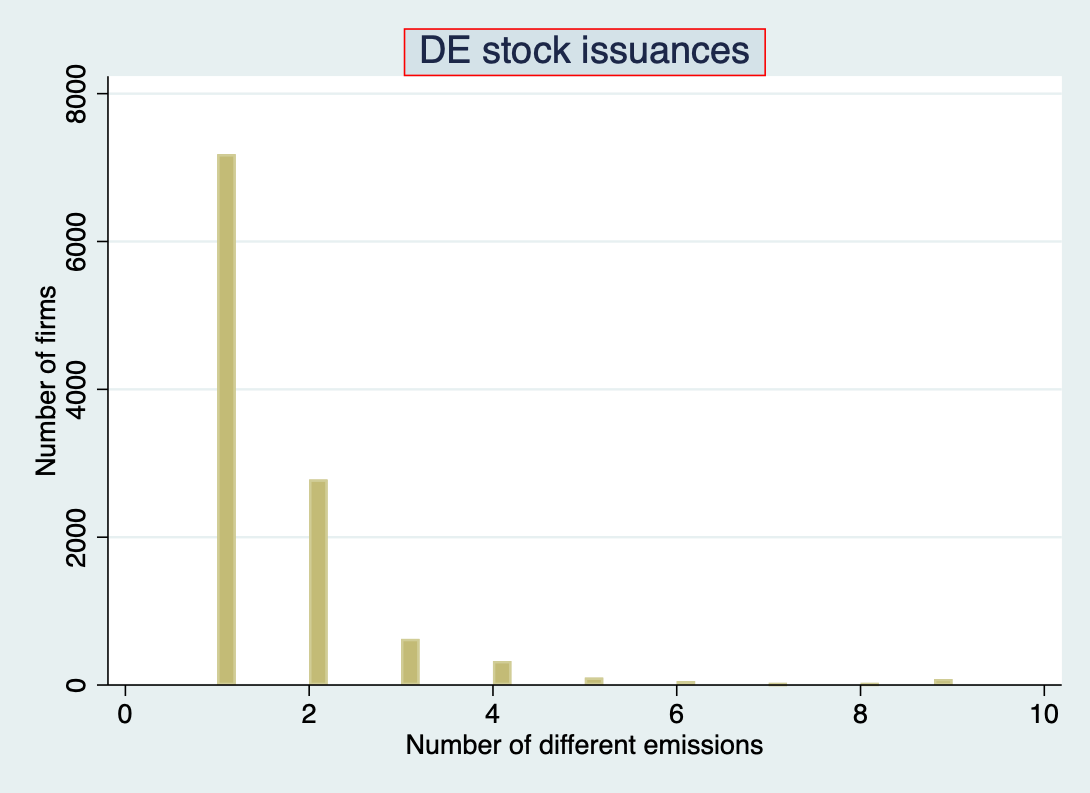 DE stock issuances
8000
6000
4000
2000
0
Number of firms
0 2 4 6 8 10
Number of different emissions